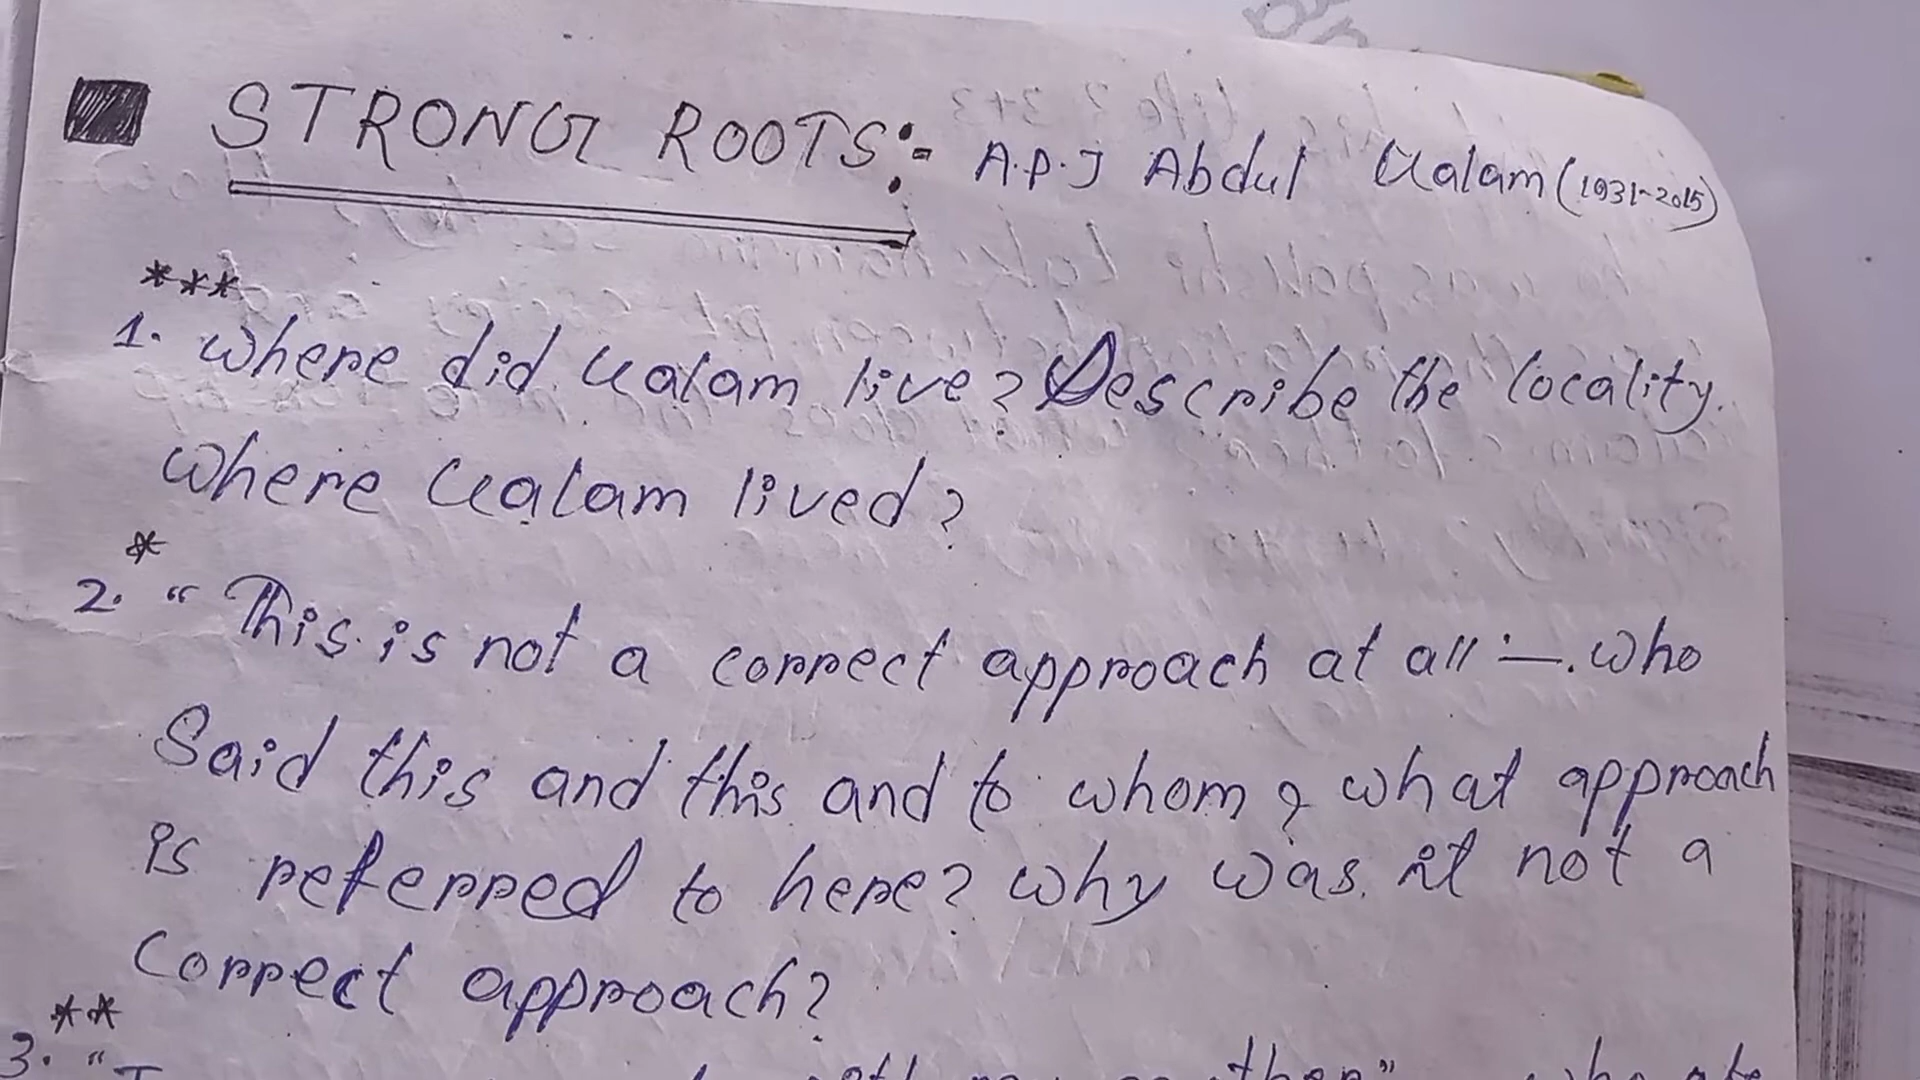 STRONG ROOTS:- A.P.J Abdul Kalam (1931-2015)
***
1. Where did Kalam live? Describe the locality.
where Kalam lived?
*
2. "This is not a correct approach at all :—. Who
Said this and this and to whom? What approach
is referred to here? Why was it not a
correct approach?
**
3. "I